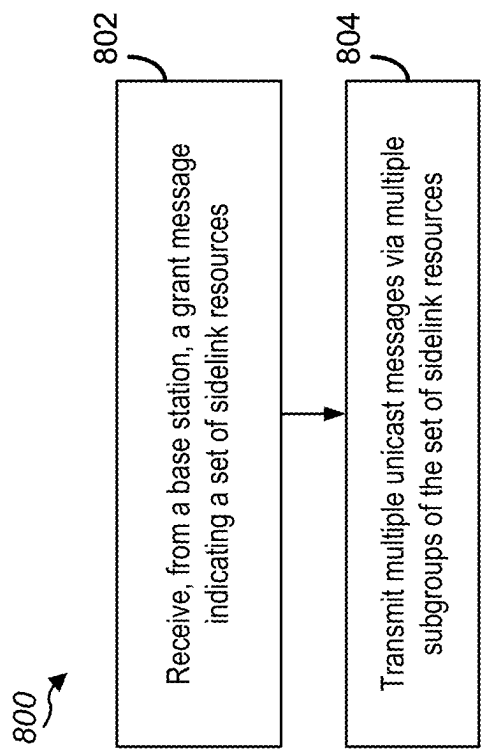 800
802
Receive, from a base station, a grant message
indicating a set of sidelink resources
804
Transmit multiple unicast messages via multiple
subgroups of the set of sidelink resources